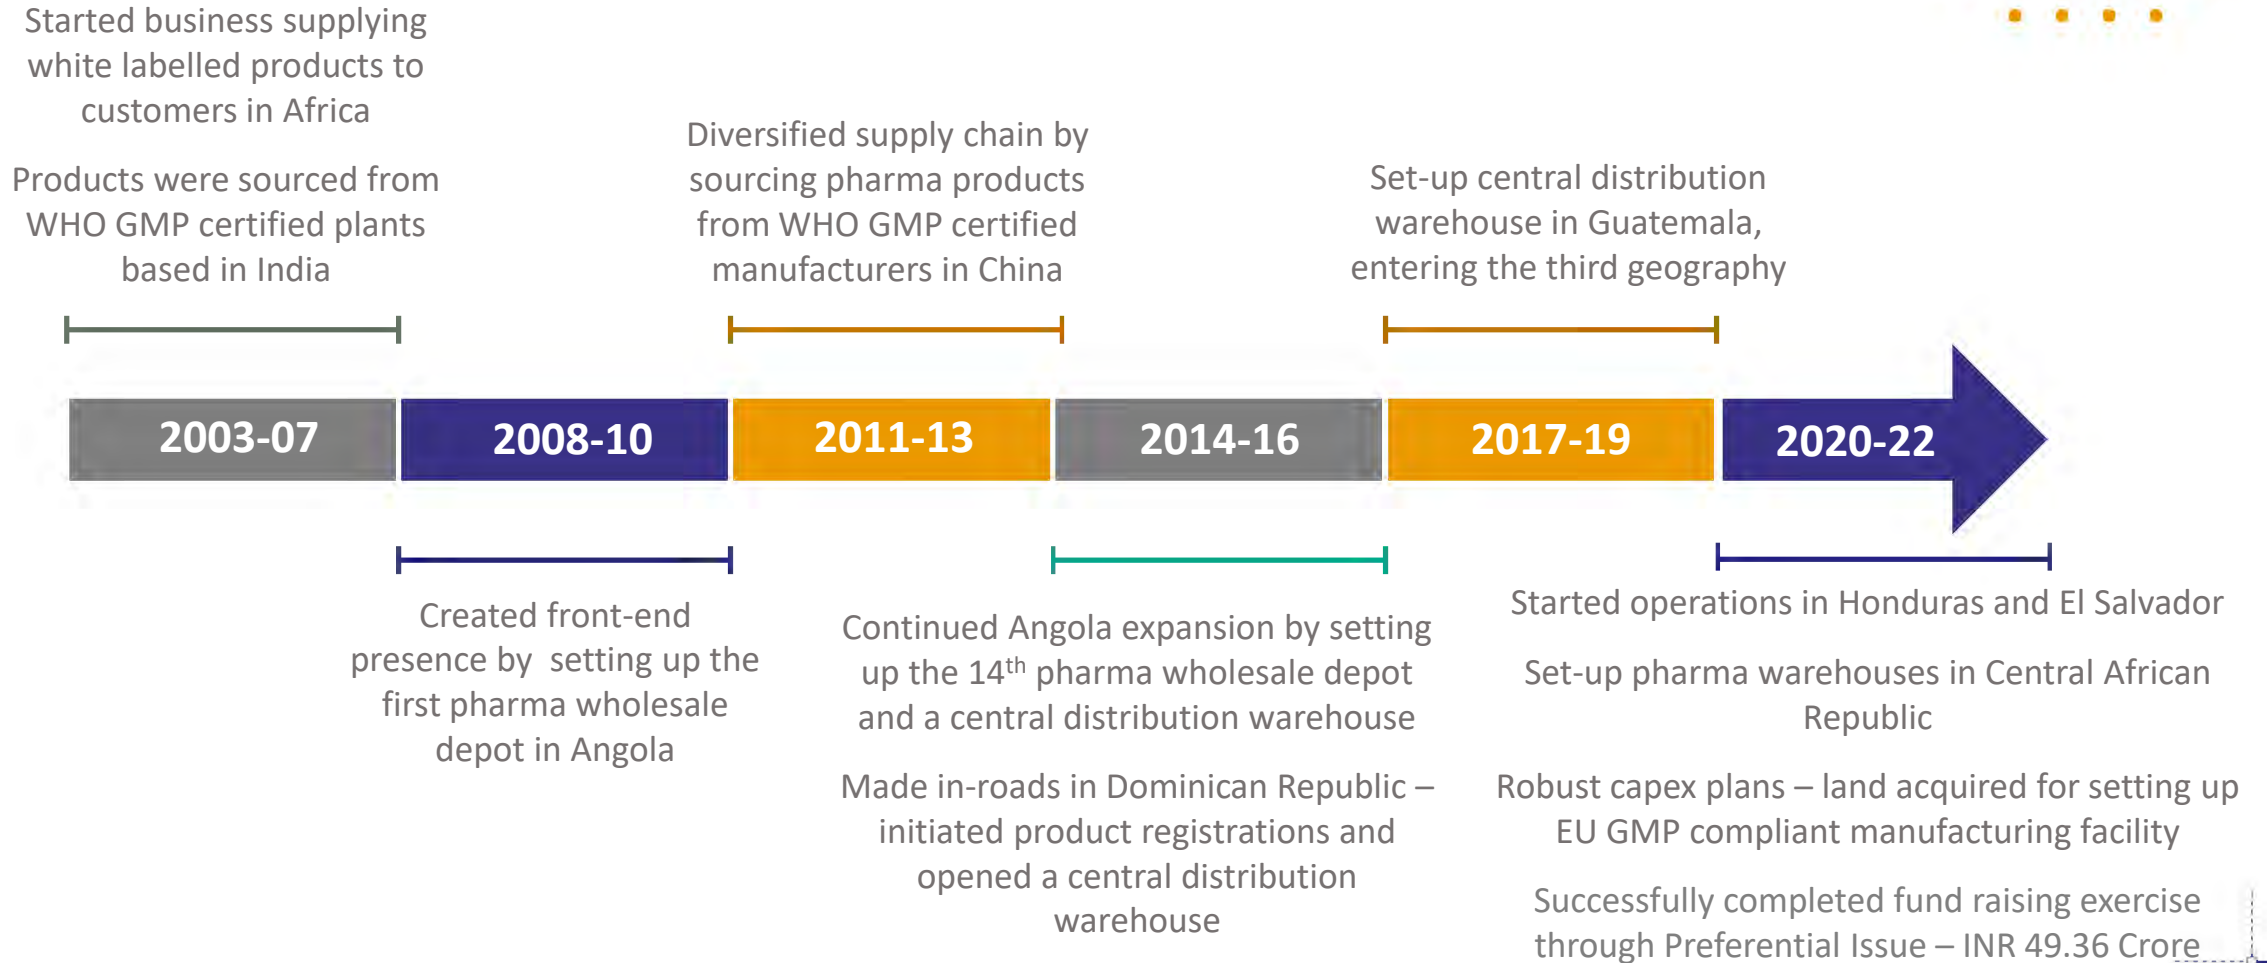 Started business supplying
white labelled products to
customers in Africa
Products were sourced from
WHO GMP certified plants
based in India
Diversified supply chain by
sourcing pharma products
from WHO GMP certified
manufacturers in China
Set-up central distribution
warehouse in Guatemala,
entering the third geography
2003-07
2008-10
2011-13
2014-16
2017-19
2020-22
Created front-end
presence by setting up the
first pharma wholesale
depot in Angola
Continued Angola expansion by setting
up the 14th pharma wholesale depot
and a central distribution warehouse
Made in-roads in Dominican Republic –
initiated product registrations and
opened a central distribution
warehouse
Started operations in Honduras and El Salvador
Set-up pharma warehouses in Central African
Republic
Robust capex plans – land acquired for setting up
EU GMP compliant manufacturing facility
Successfully completed fund raising exercise
through Preferential Issue – INR 49.36 Crore